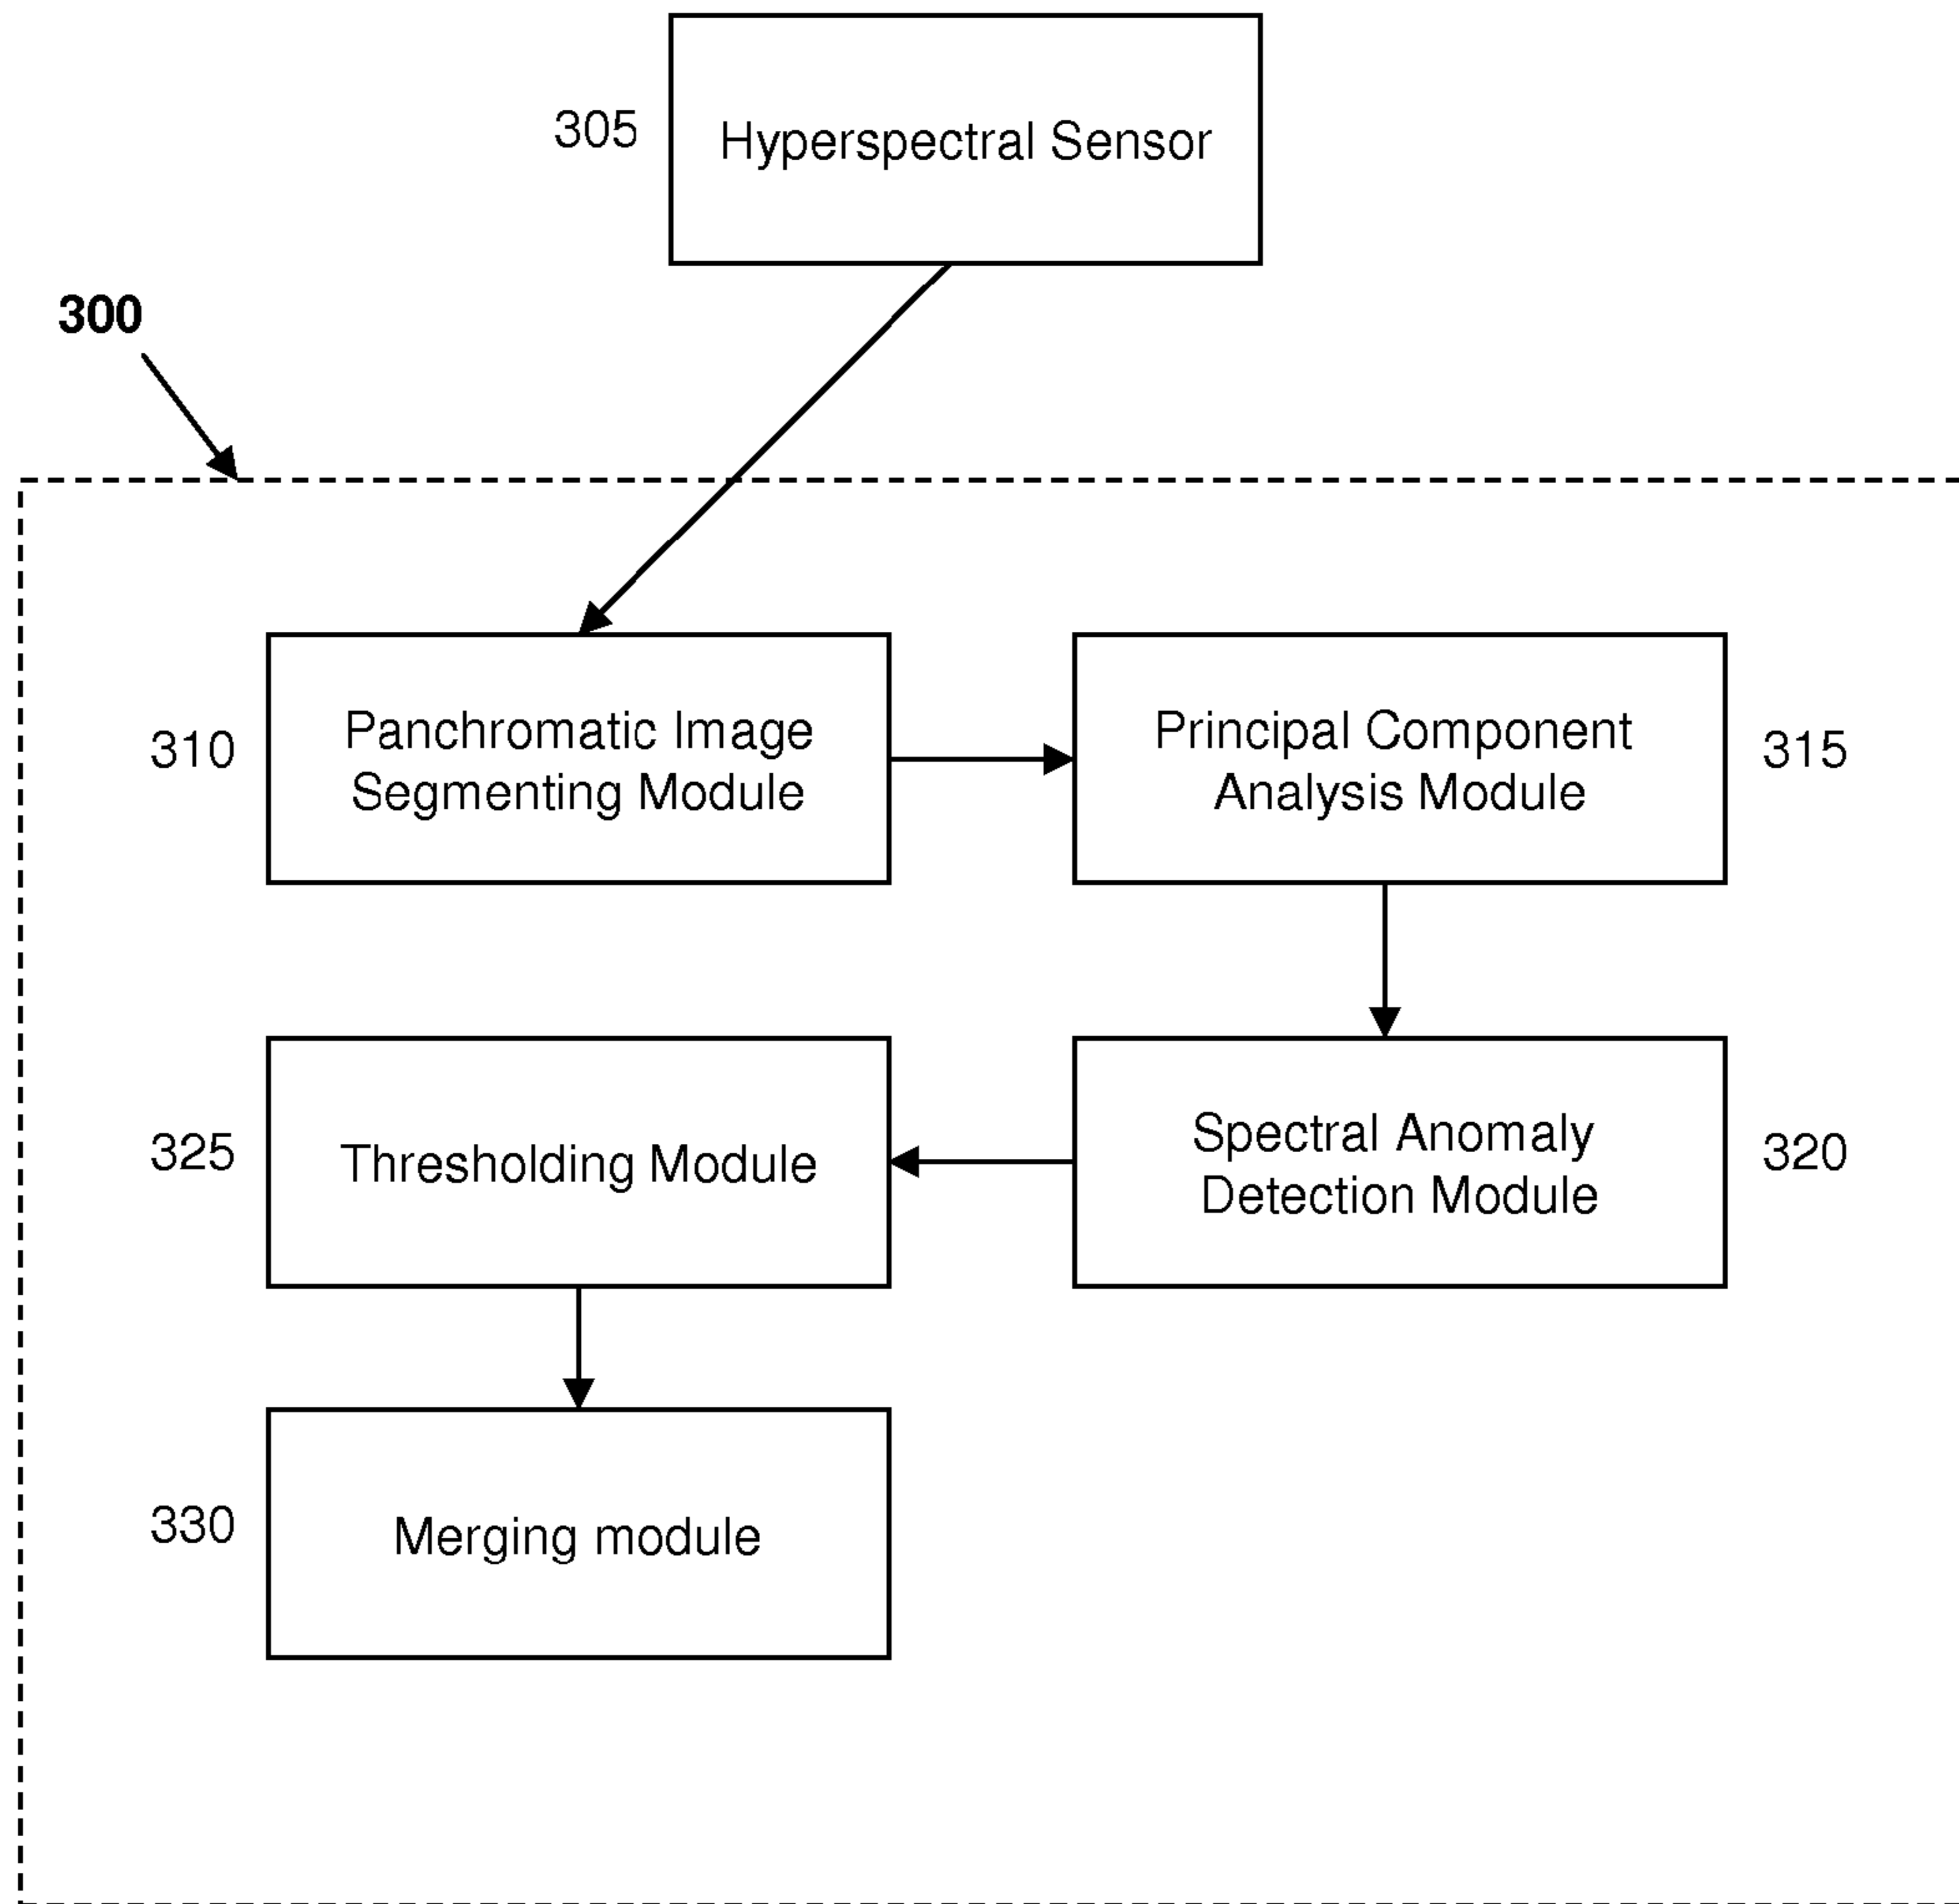 305
Hyperspectral Sensor
300
310
Panchromatic Image
Segmenting Module
Principal Component
Analysis Module
315
325
Thresholding Module
Spectral Anomaly
Detection Module
320
330
Merging module